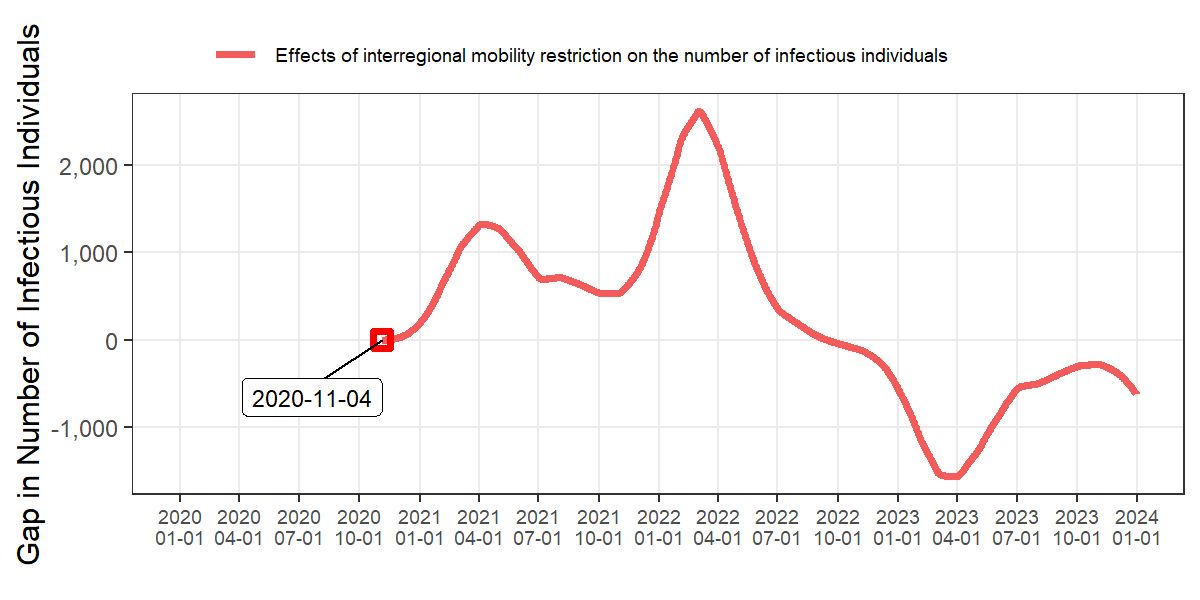 Gap in Number of Infectious Individuals
Effects of interregional mobility restriction on the number of infectious individuals
2,000
1,000
0
-1,000
2020-11-04
2020 2020 2020 2020 2021 2021 2021 2021 2022 2022 2022 2022 2023 2023 2023 2023 2024
01-01 04-01 07-01 10-01 01-01 04-01 07-01 10-01 01-01 04-01 07-01 10-01 01-01 04-01 07-01 10-01 01-01